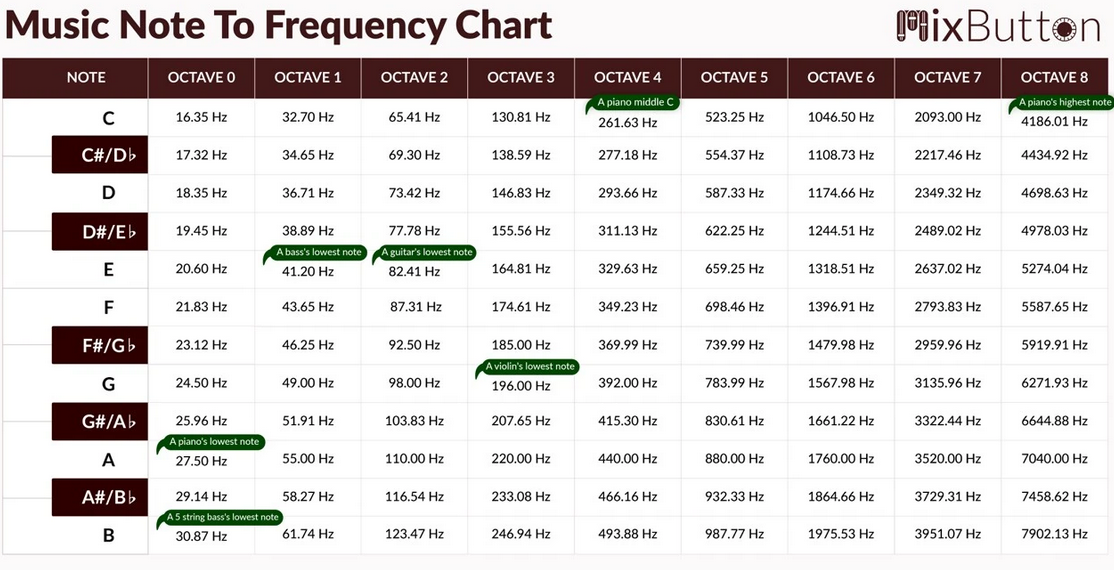 Music Note To Frequency Chart
MixButton
NOTE OCTAVE 0 OCTAVE 1 OCTAVE 2 OCTAVE 3 OCTAVE 4 OCTAVE 5 OCTAVE 6 OCTAVE 7 OCTAVE 8
A piano middle C A piano's highest note
C 16.35 Hz 32.70 Hz 65.41 Hz 130.81 Hz 261.63 Hz 523.25 Hz 1046.50 Hz 2093.00 Hz 4186.01 Hz
C#/D♭ 17.32 Hz 34.65 Hz 69.30 Hz 138.59 Hz 277.18 Hz 554.37 Hz 1108.73 Hz 2217.46 Hz 4434.92 Hz
D 18.35 Hz 36.71 Hz 73.42 Hz 146.83 Hz 293.66 Hz 587.33 Hz 1174.66 Hz 2349.32 Hz 4698.63 Hz
D#/E♭ 19.45 Hz 38.89 Hz 77.78 Hz 155.56 Hz 311.13 Hz 622.25 Hz 1244.51 Hz 2489.02 Hz 4978.03 Hz
A bass's lowest note A guitar's lowest note
E 20.60 Hz 41.20 Hz 82.41 Hz 164.81 Hz 329.63 Hz 659.25 Hz 1318.51 Hz 2637.02 Hz 5274.04 Hz
F 21.83 Hz 43.65 Hz 87.31 Hz 174.61 Hz 349.23 Hz 698.46 Hz 1396.91 Hz 2793.83 Hz 5587.65 Hz
F#/G♭ 23.12 Hz 46.25 Hz 92.50 Hz 185.00 Hz 369.99 Hz 739.99 Hz 1479.98 Hz 2959.96 Hz 5919.91 Hz
A violin's lowest note
G 24.50 Hz 49.00 Hz 98.00 Hz 196.00 Hz 392.00 Hz 783.99 Hz 1567.98 Hz 3135.96 Hz 6271.93 Hz
G#/A♭ 25.96 Hz 51.91 Hz 103.83 Hz 207.65 Hz 415.30 Hz 830.61 Hz 1661.22 Hz 3322.44 Hz 6644.88 Hz
A piano's lowest note
A 27.50 Hz 55.00 Hz 110.00 Hz 220.00 Hz 440.00 Hz 880.00 Hz 1760.00 Hz 3520.00 Hz 7040.00 Hz
A#/B♭ 29.14 Hz 58.27 Hz 116.54 Hz 233.08 Hz 466.16 Hz 932.33 Hz 1864.66 Hz 3729.31 Hz 7458.62 Hz
A 5 string bass's lowest note
B 30.87 Hz 61.74 Hz 123.47 Hz 246.94 Hz 493.88 Hz 987.77 Hz 1975.53 Hz 3951.07 Hz 7902.13 Hz